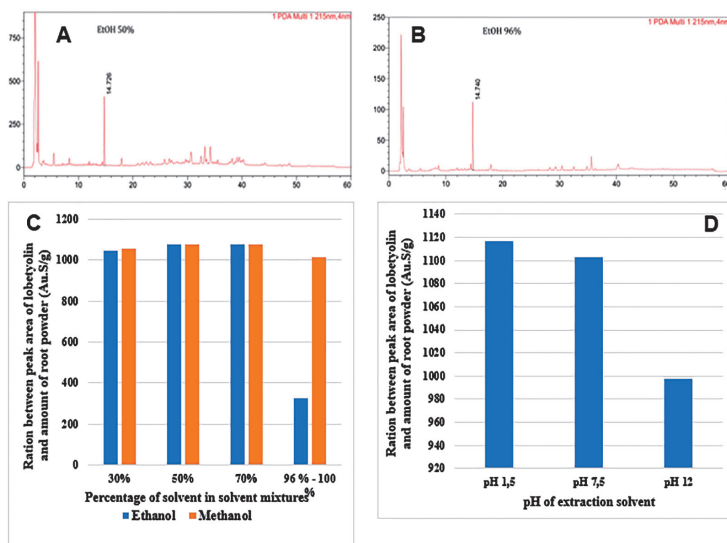 1 PDA Multi 1 215nm,4nm
A
EtOH 50%
14.726
750
500
250
0
0
10
20
30
40
50
60
1 PDA Multi 1 215nm,4nm
B
EtOH 96%
14.740
250
200
150
100
50
0
0
10
20
30
40
50
60
C
Ration between peak area of lobetyolin
and amount of root powder (Au.S/g)
1200
1000
800
600
400
200
0
30%
50%
70%
96 % - 100
%
Percentage of solvent in solvent mixtures
Ethanol
Methanol
D
Ration between peak area of lobetyolin
and amount of root powder (Au.S/g)
1140
1120
1100
1080
1060
1040
1020
1000
980
960
940
920
pH 1,5
pH 7,5
pH 12
pH of extraction solvent